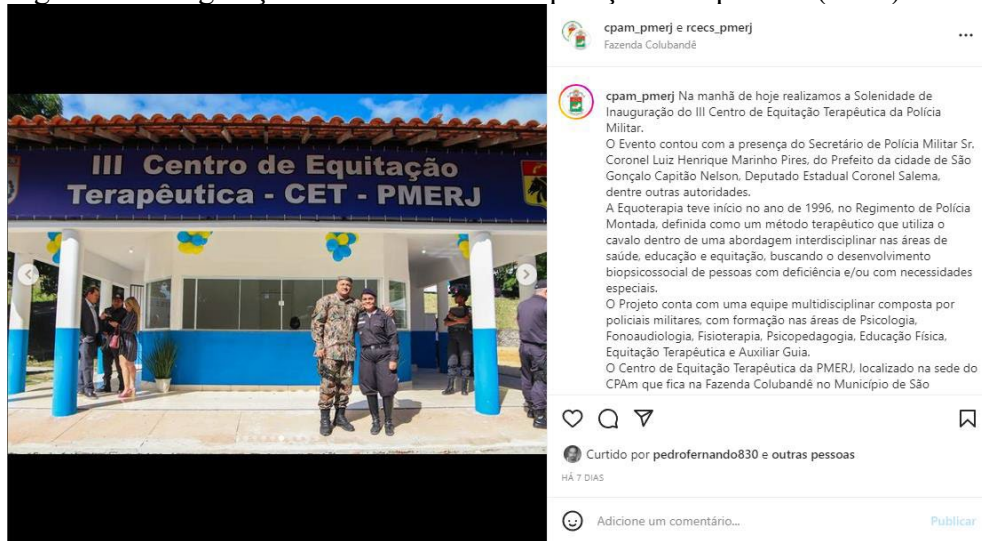 III Centro de Equitação
Terapêutica - CET - PMERJ
cpam_pmerj e rcecs_pmerj
Fazenda Colubandê
cpam_pmerj Na manhã de hoje realizamos a Solenidade de
Inauguração do III Centro de Equitação Terapêutica da Polícia
Militar.
O Evento contou com a presença do Secretário de Polícia Militar Sr.
Coronel Luiz Henrique Marinho Pires, do Prefeito da cidade de São
Gonçalo Capitão Nelson, Deputado Estadual Coronel Salema,
dentre outras autoridades.
A Equoterapia teve início no ano de 1996, no Regimento de Polícia
Montada, definida como um método terapêutico que utiliza o
cavalo dentro de uma abordagem interdisciplinar nas áreas de
saúde, educação e equitação, buscando o desenvolvimento
biopsicossocial de pessoas com deficiência e/ou com necessidades
especiais.
O Projeto conta com uma equipe multidisciplinar composta por
policiais militares, com formação nas áreas de Psicologia,
Fonoaudiologia, Fisioterapia, Psicopedagogia, Educação Física,
Equitação Terapêutica e Auxiliar Guia.
O Centro de Equitação Terapêutica da PMERJ, localizado na sede do
CPAm que fica na Fazenda Colubandê no Município de São
Curtido por pedrofernando830 e outras pessoas
HÁ 7 DIAS
Adicione um comentário...
Publicar